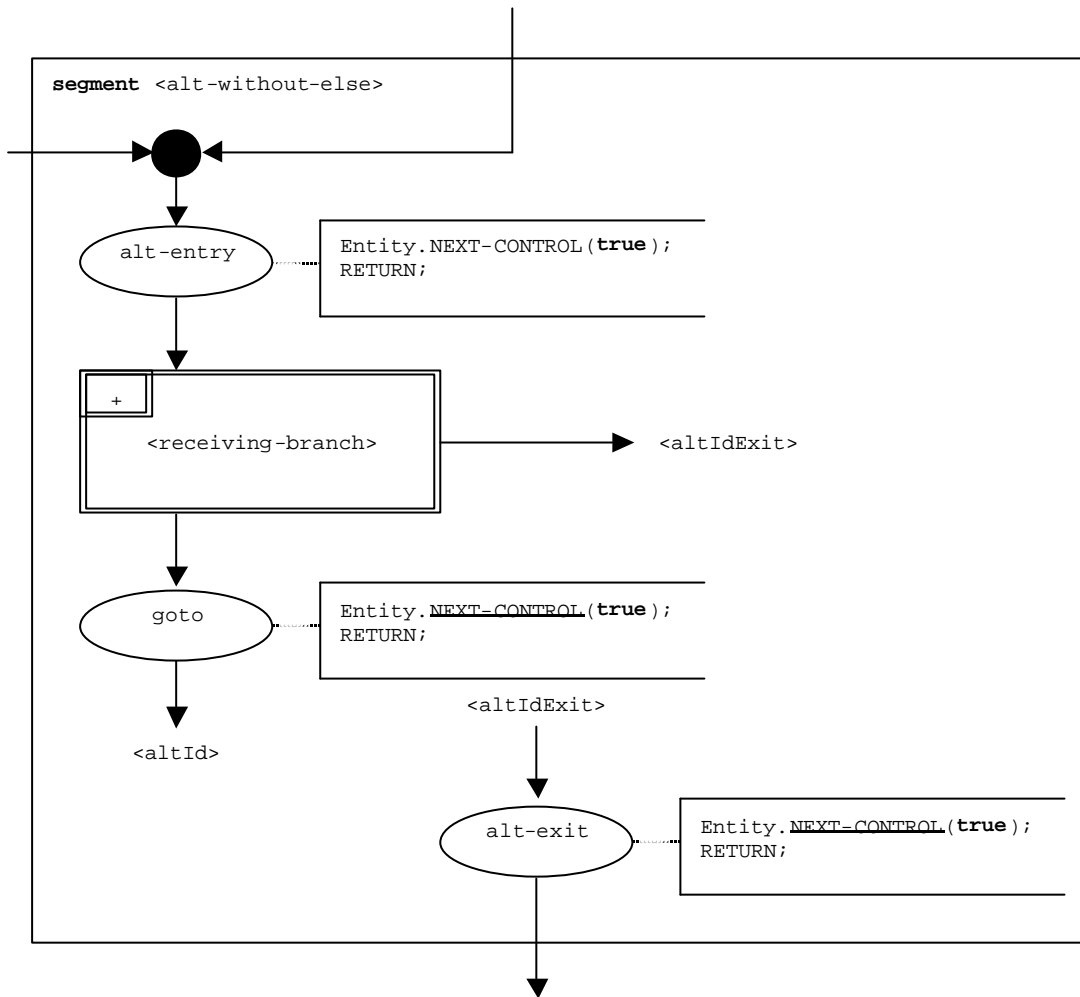 segment <alt-without-else>
alt-entry
Entity.NEXT-CONTROL(true);
RETURN;
+
<receiving-branch>
<altIdExit>
goto
Entity.NEXT-CONTROL(true);
RETURN;
<altIdExit>
<altId>
alt-exit
Entity.NEXT-CONTROL(true);
RETURN;